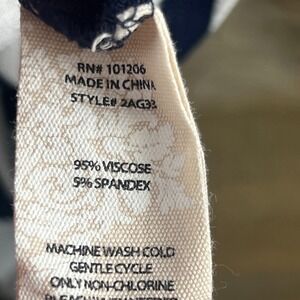 RN# 101206
MADE IN CHINA
STYLE# 2AG33
95% VISCOSE
5% SPANDEX
MACHINE WASH COLD
GENTLE CYCLE
ONLY NON-CHLORINE